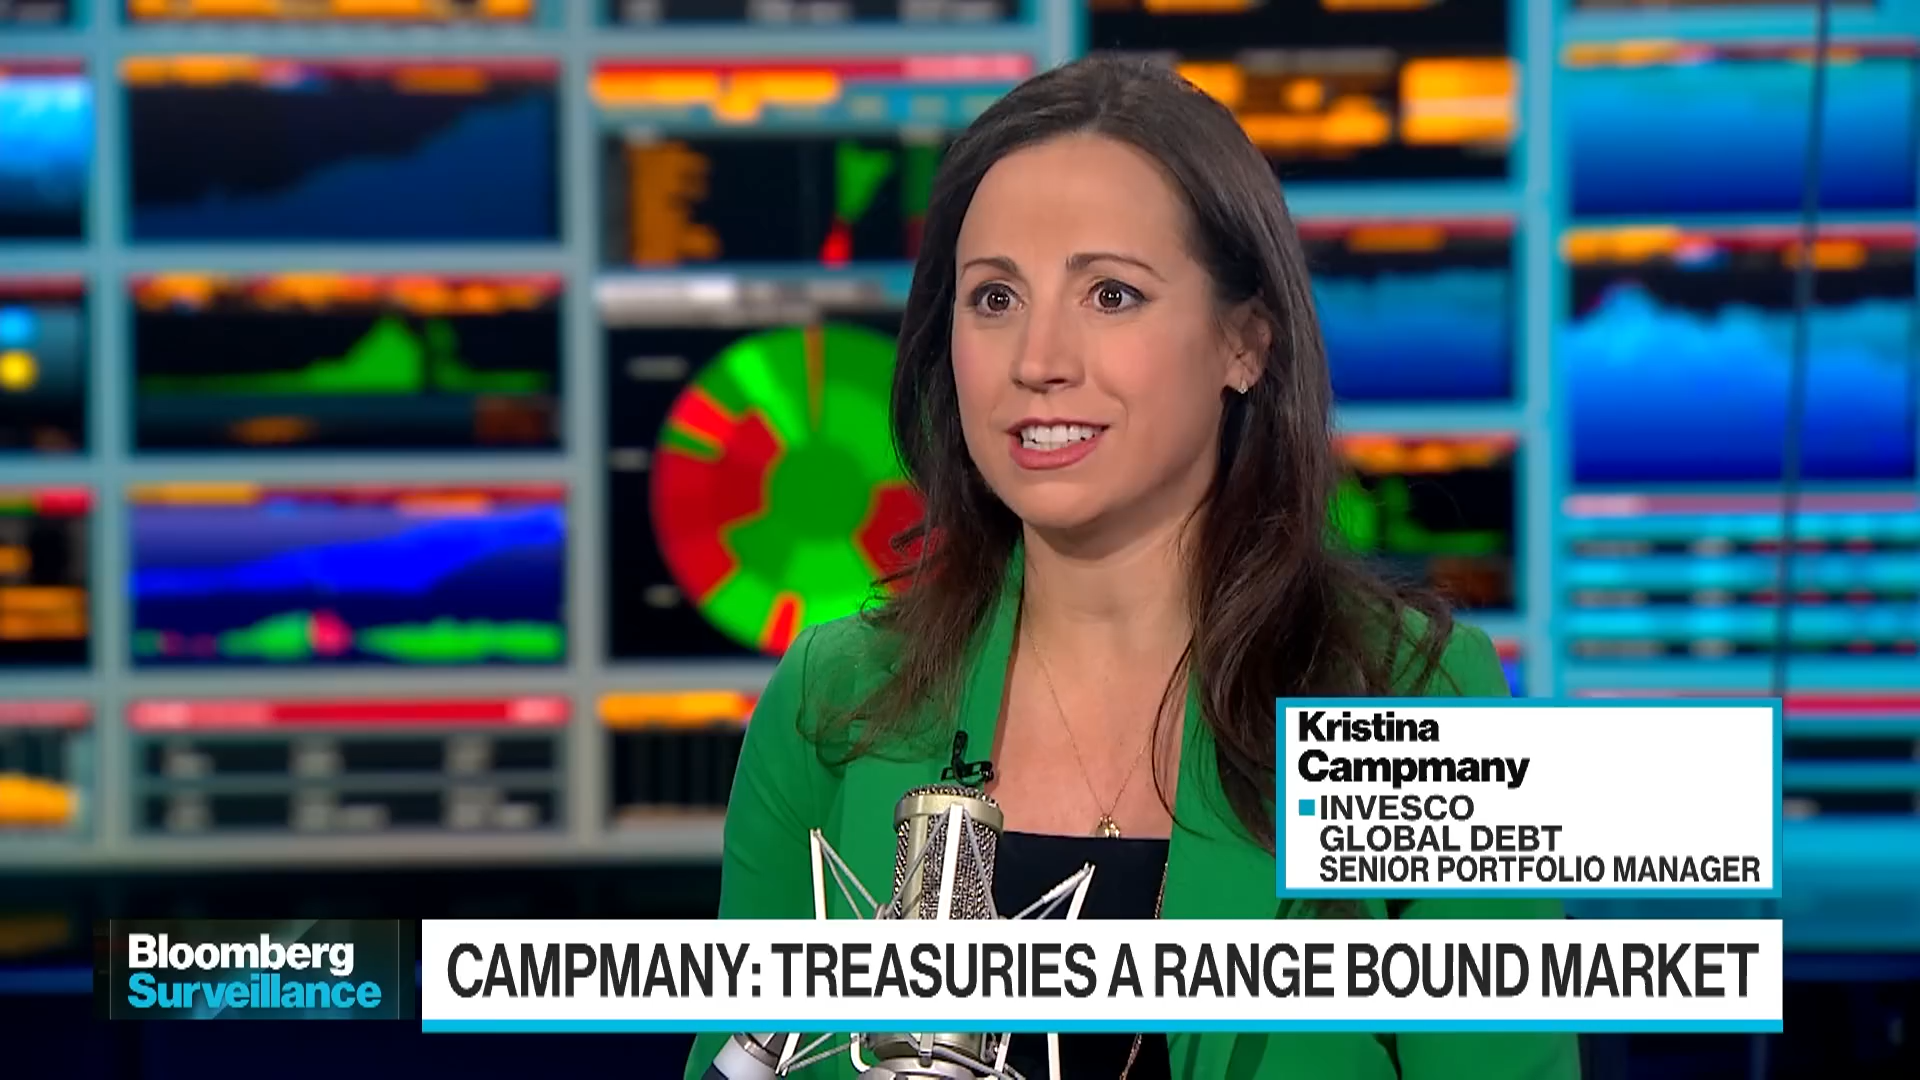 Kristina
Campmany
INVESCO
GLOBAL DEBT
SENIOR PORTFOLIO MANAGER
Bloomberg
Surveillance
CAMPMANY: TREASURIES A RANGE BOUND MARKET